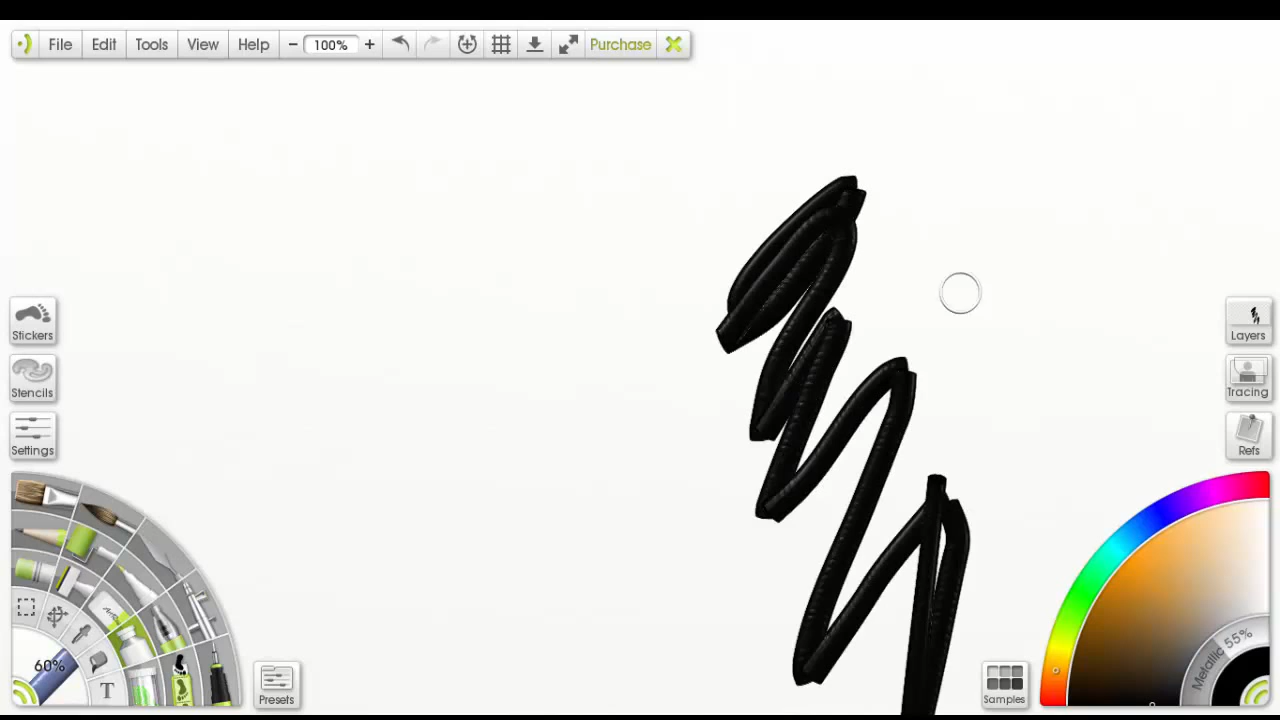 File Edit Tools View Help − 100% + Purchase
Stickers
Layers
Stencils
Tracing
Settings
Refs
60%
T
Presets
Samples
Metallic 55%